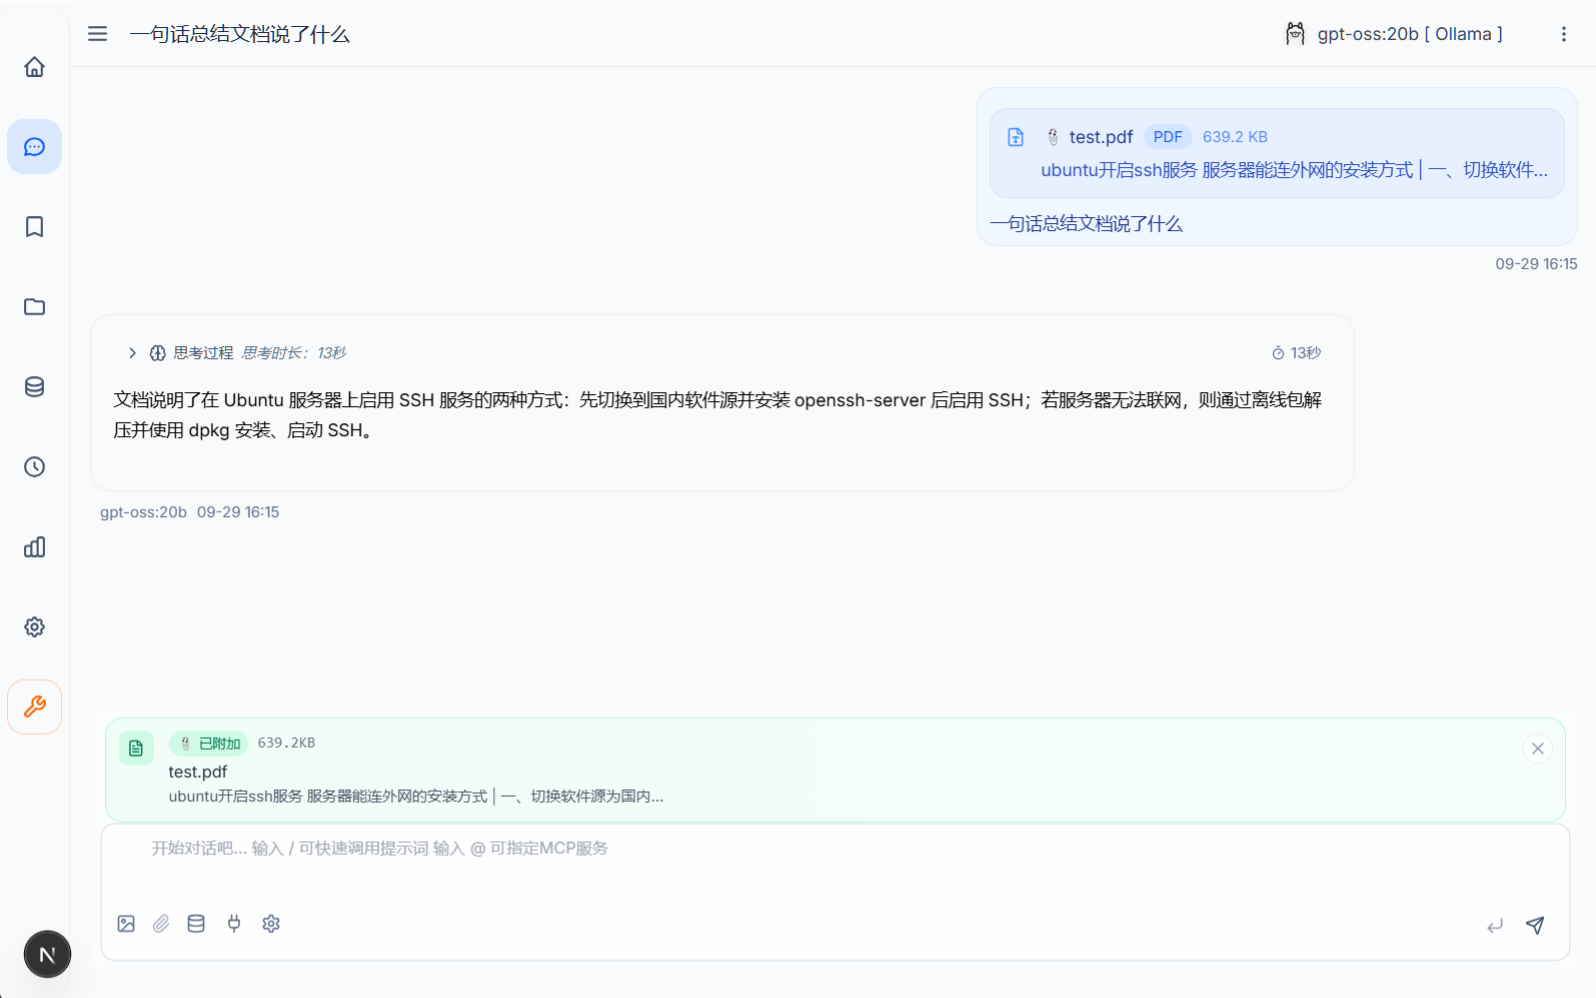 一句话总结文档说了什么
gpt-oss:20b [ Ollama ]
test.pdf PDF 639.2 KB
ubuntu开启ssh服务 服务器能连外网的安装方式 | 一、切换软件...
一句话总结文档说了什么
09-29 16:15
思考过程 思考时长：13秒
13秒
文档说明了在 Ubuntu 服务器上启用 SSH 服务的两种方式：先切换到国内软件源并安装 openssh-server 后启用 SSH；若服务器无法联网，则通过离线包解
压并使用 dpkg 安装、启动 SSH。
gpt-oss:20b 09-29 16:15
已附加 639.2KB
test.pdf
ubuntu开启ssh服务 服务器能连外网的安装方式 | 一、切换软件源为国内...
开始对话吧... 输入 / 可快速调用提示词 输入 @ 可指定MCP服务
N